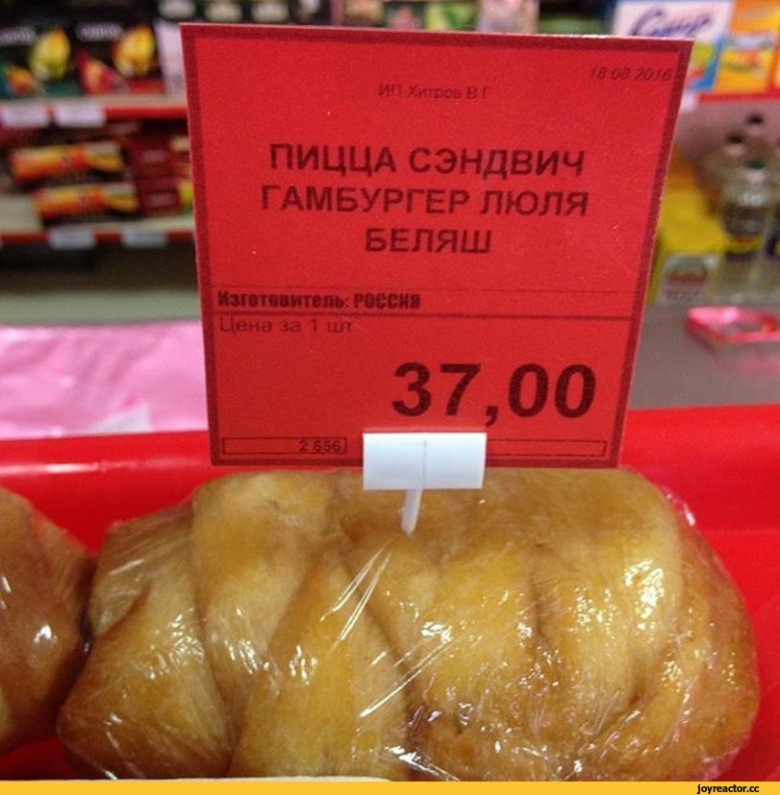 18.08.2016
ИП Хитров В.Г.
ПИЦЦА СЭНДВИЧ
ГАМБУРГЕР ЛЮЛЯ
БЕЛЯШ
Изготовитель: РОССИЯ
Цена за 1 шт
37,00
2 656
joyreactor.cc